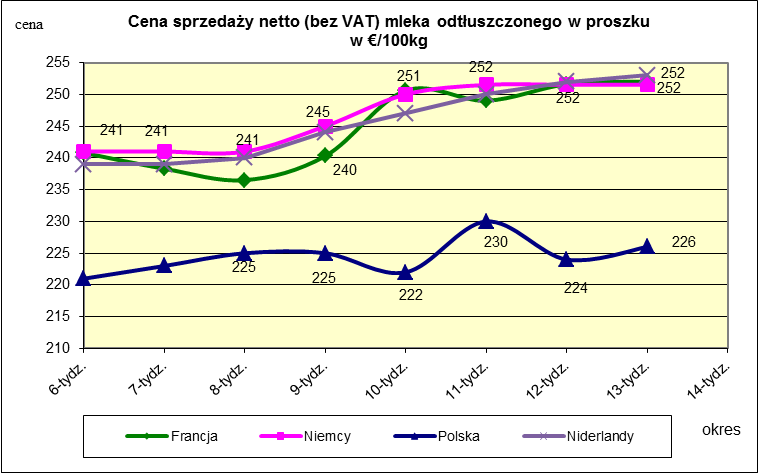 cena
Cena sprzedaży netto (bez VAT) mleka odtłuszczonego w proszku
w €/100kg
255
250
245
240
235
230
225
220
215
210
241
241
241
245
240
251
252
252
252
252
225
225
222
230
224
226
6-tydz.
7-tydz.
8-tydz.
9-tydz.
10-tydz.
11-tydz.
12-tydz.
13-tydz.
14-tydz.
okres
Francja Niemcy Polska Niderlandy